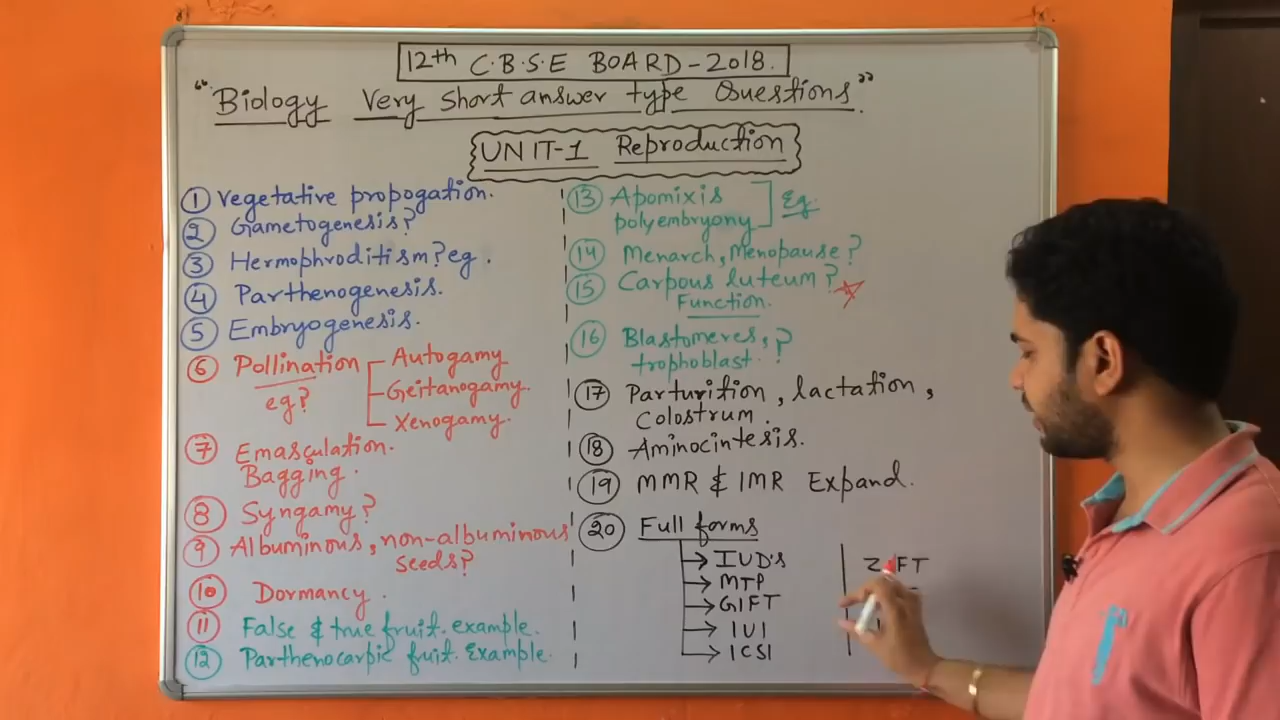 12th C.B.S.E BOARD-2018.
"Biology Very short answer type Questions."
UNIT-1 Reproduction
1 Vegetative propogation.
2 Gametogenesis?
3 Hermophroditism? eg.
4 Parthenogenesis.
5 Embryogenesis.
6 Pollination
eg?
Autogamy
Geitanogamy.
Xenogamy.
7 Emasculation.
Bagging.
8 Syngamy?
9 Albuminous, non-albuminous
seeds?
10 Dormancy.
11 False & true fruit. example.
12 Parthenocarpic fruit. Example.
13 Apomixis
polyembryony
Eg.
14 Menarch, Menopause?
15 Carpous luteum?
Function.
16 Blastomeres,
trophoblast.?
17 Parturition, lactation,
Colostrum.
18 Aminocintesis.
19 MMR & IMR Expand.
20 Full forms
IUD's
MTP
GIFT
IUI
ICSI